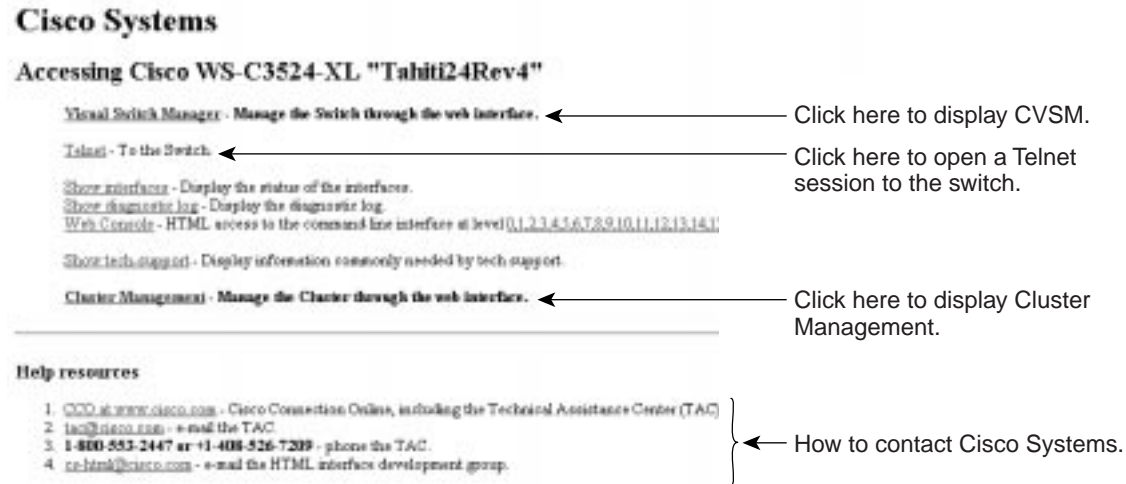 Cisco Systems
Accessing Cisco WS-C3524-XL "Tahiti24Rev4"
Visual Switch Manager - Manage the Switch through the web interface.
Click here to display CVSM.
Telnet - To the Switch.
Click here to open a Telnet
session to the switch.
Show interfaces - Display the status of the interfaces.
Show diagnostic log - Display the diagnostic log.
Web Console - HTML access to the command line interface at level 0,1,2,3,4,5,6,7,8,9,10,11,12,13,14,1
Show tech-support - Display information commonly needed by tech support.
Cluster Management - Manage the Cluster through the web interface.
Click here to display Cluster
Management.
Help resources
1. CCO at www.cisco.com - Cisco Connection Online, including the Technical Assistance Center (TAC)
2. tac@cisco.com - e-mail the TAC.
3. 1-800-553-2447 or +1-408-526-7209 - phone the TAC.
4. cs-html@cisco.com - e-mail the HTML interface development group.
How to contact Cisco Systems.